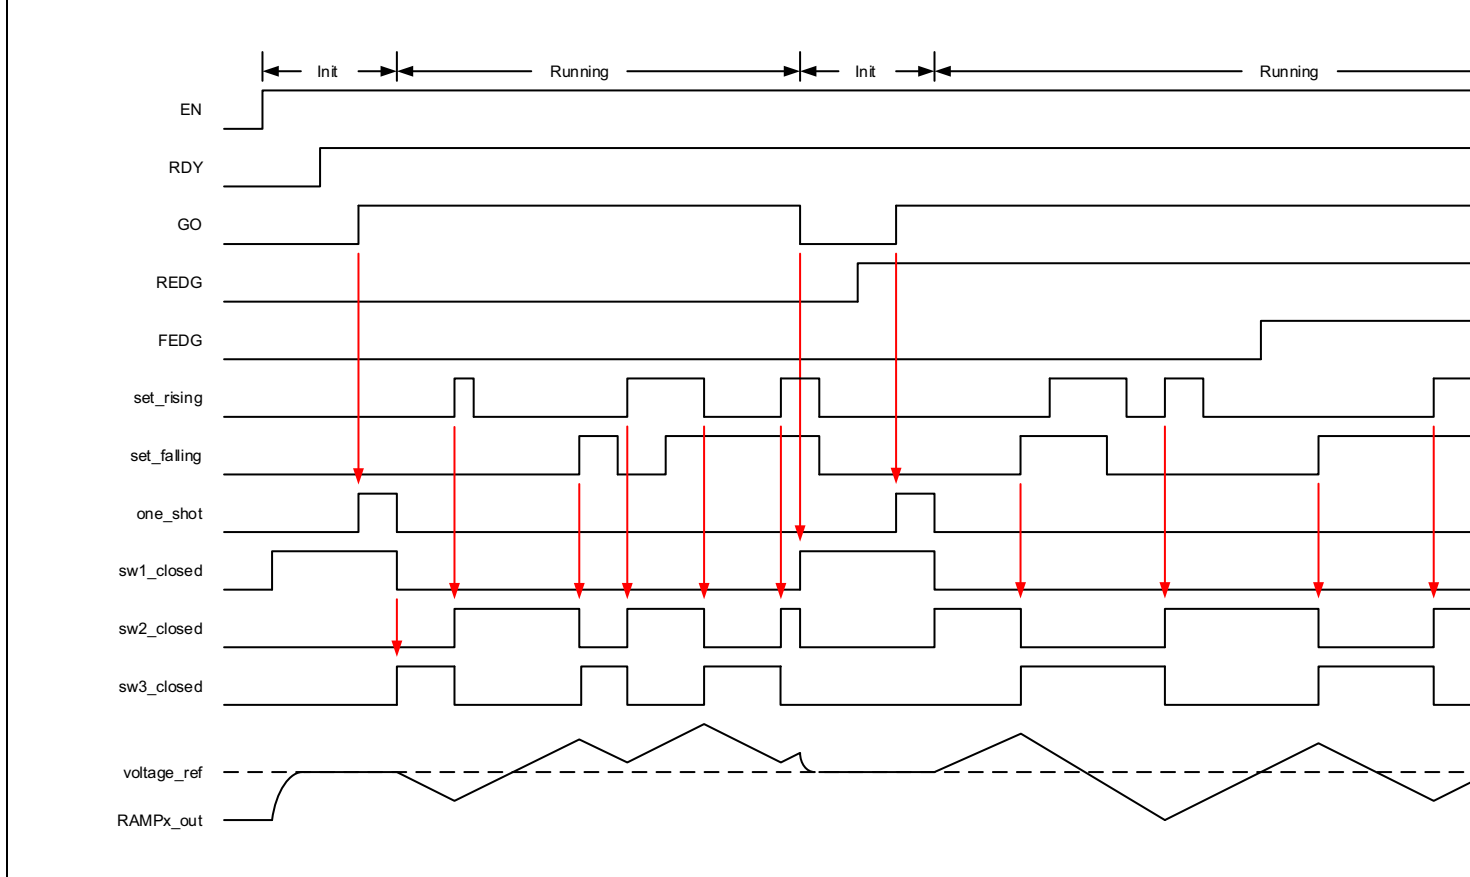 Init
Running
Init
Running
EN
RDY
GO
REDG
FEDG
set_rising
set_falling
one_shot
sw1_closed
sw2_closed
sw3_closed
voltage_ref
RAMPx_out